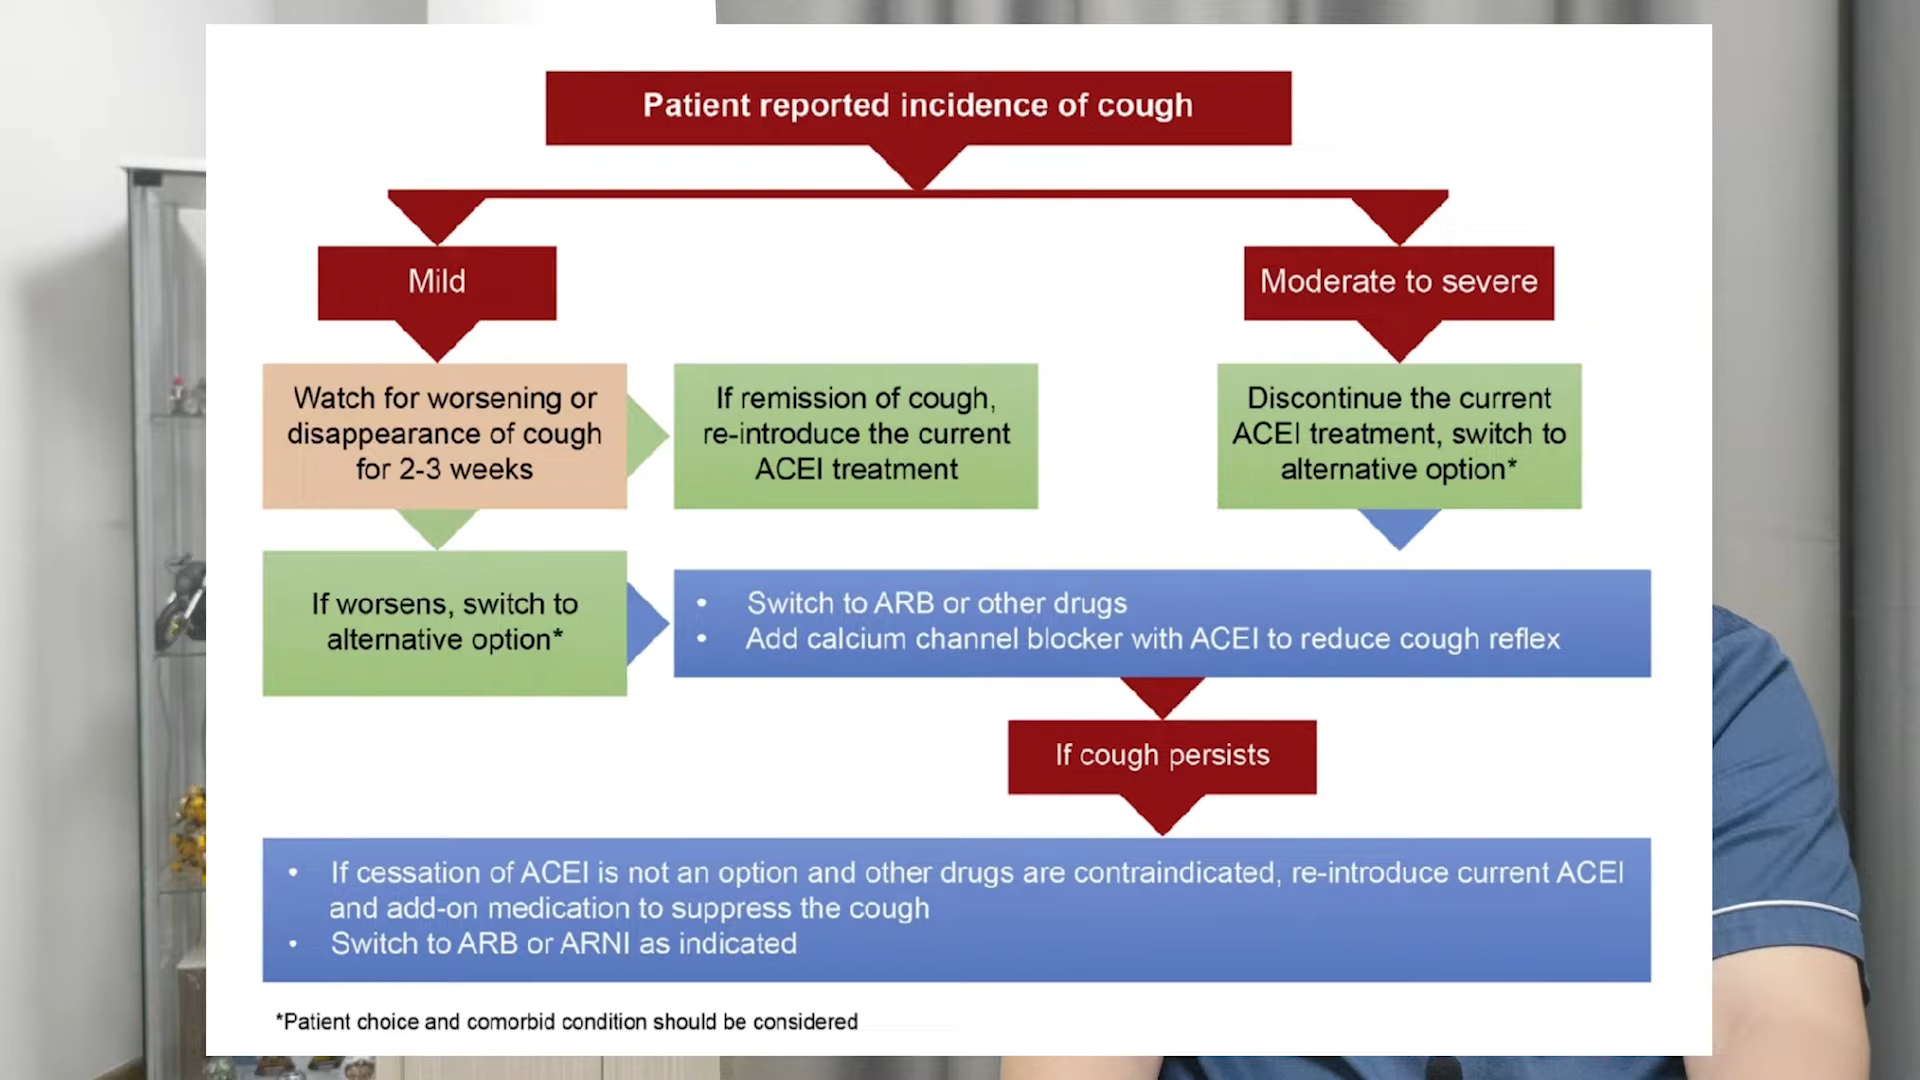 Patient reported incidence of cough
Mild
Moderate to severe
Watch for worsening or
disappearance of cough
for 2-3 weeks
If remission of cough,
re-introduce the current
ACEI treatment
Discontinue the current
ACEI treatment, switch to
alternative option*
If worsens, switch to
alternative option*
• Switch to ARB or other drugs
• Add calcium channel blocker with ACEI to reduce cough reflex
If cough persists
• If cessation of ACEI is not an option and other drugs are contraindicated, re-introduce current ACEI
and add-on medication to suppress the cough
• Switch to ARB or ARNI as indicated
*Patient choice and comorbid condition should be considered